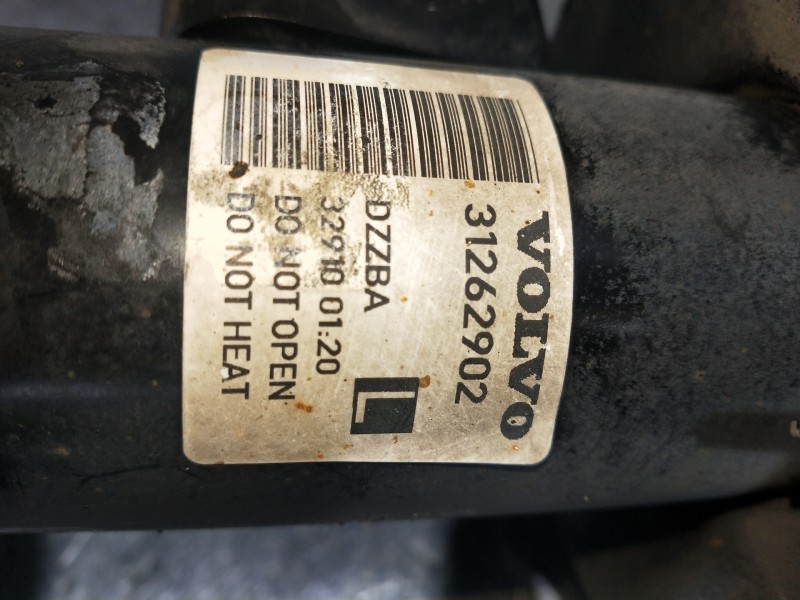 VOLVO
31262902
L
DZZBA
32910 01:20
DO NOT OPEN
DO NOT HEAT